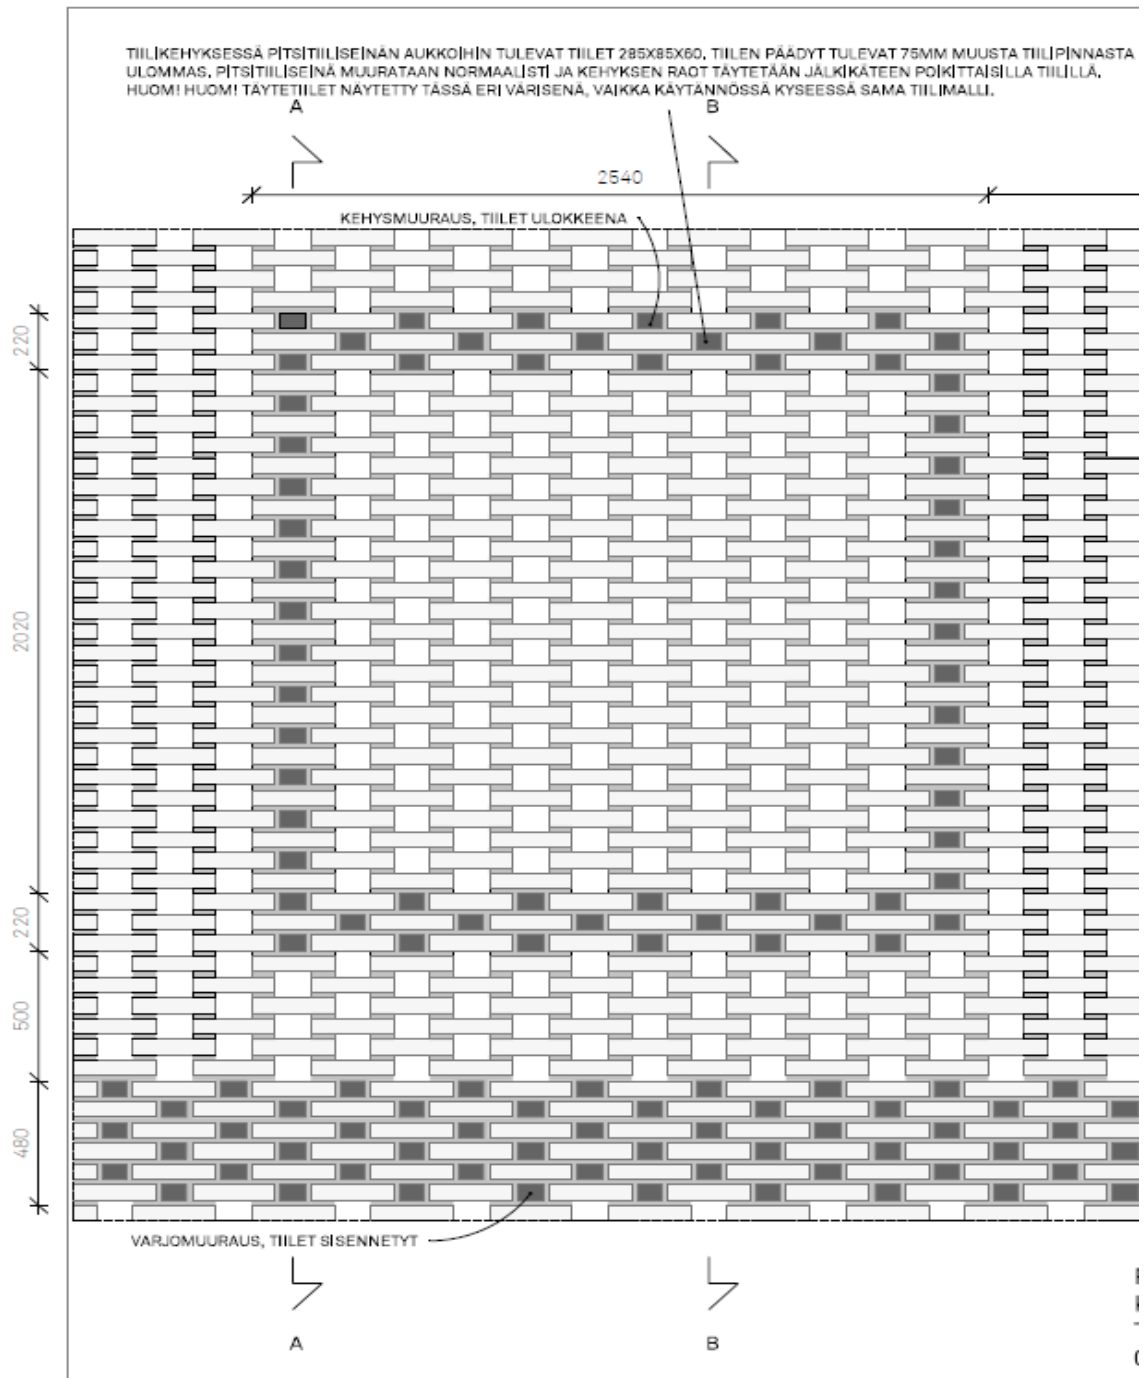 TIILIKEHYKSESSÄ PITSITIILISEINÄN AUKKOIHIN TULEVAT TIILET 285X85X60, TIILEN PÄÄDYT TULEVAT 75MM MUUSTA TIILIPINNASTA
ULOMMAS, PITSITIILISEINÄ MUURATAAN NORMAALISTI JA KEHYKSEN RAOT TÄYTETÄÄN JÄLKIKÄTEEN POIKITTAISILLA TIILILLÄ,
HUOM! HUOM! TÄYTETIILET NÄYTETTY TÄSSÄ ERI VÄRISENÄ, VAIKKA KÄYTÄNNÖSSÄ KYSEESSÄ SAMA TIILIMALLI.
A
B
2540
KEHYSMUURAUS, TIILET ULOKKEENA
220
2020
220
500
480
VARJOMUURAUS, TIILET SISENNETYT
A
B